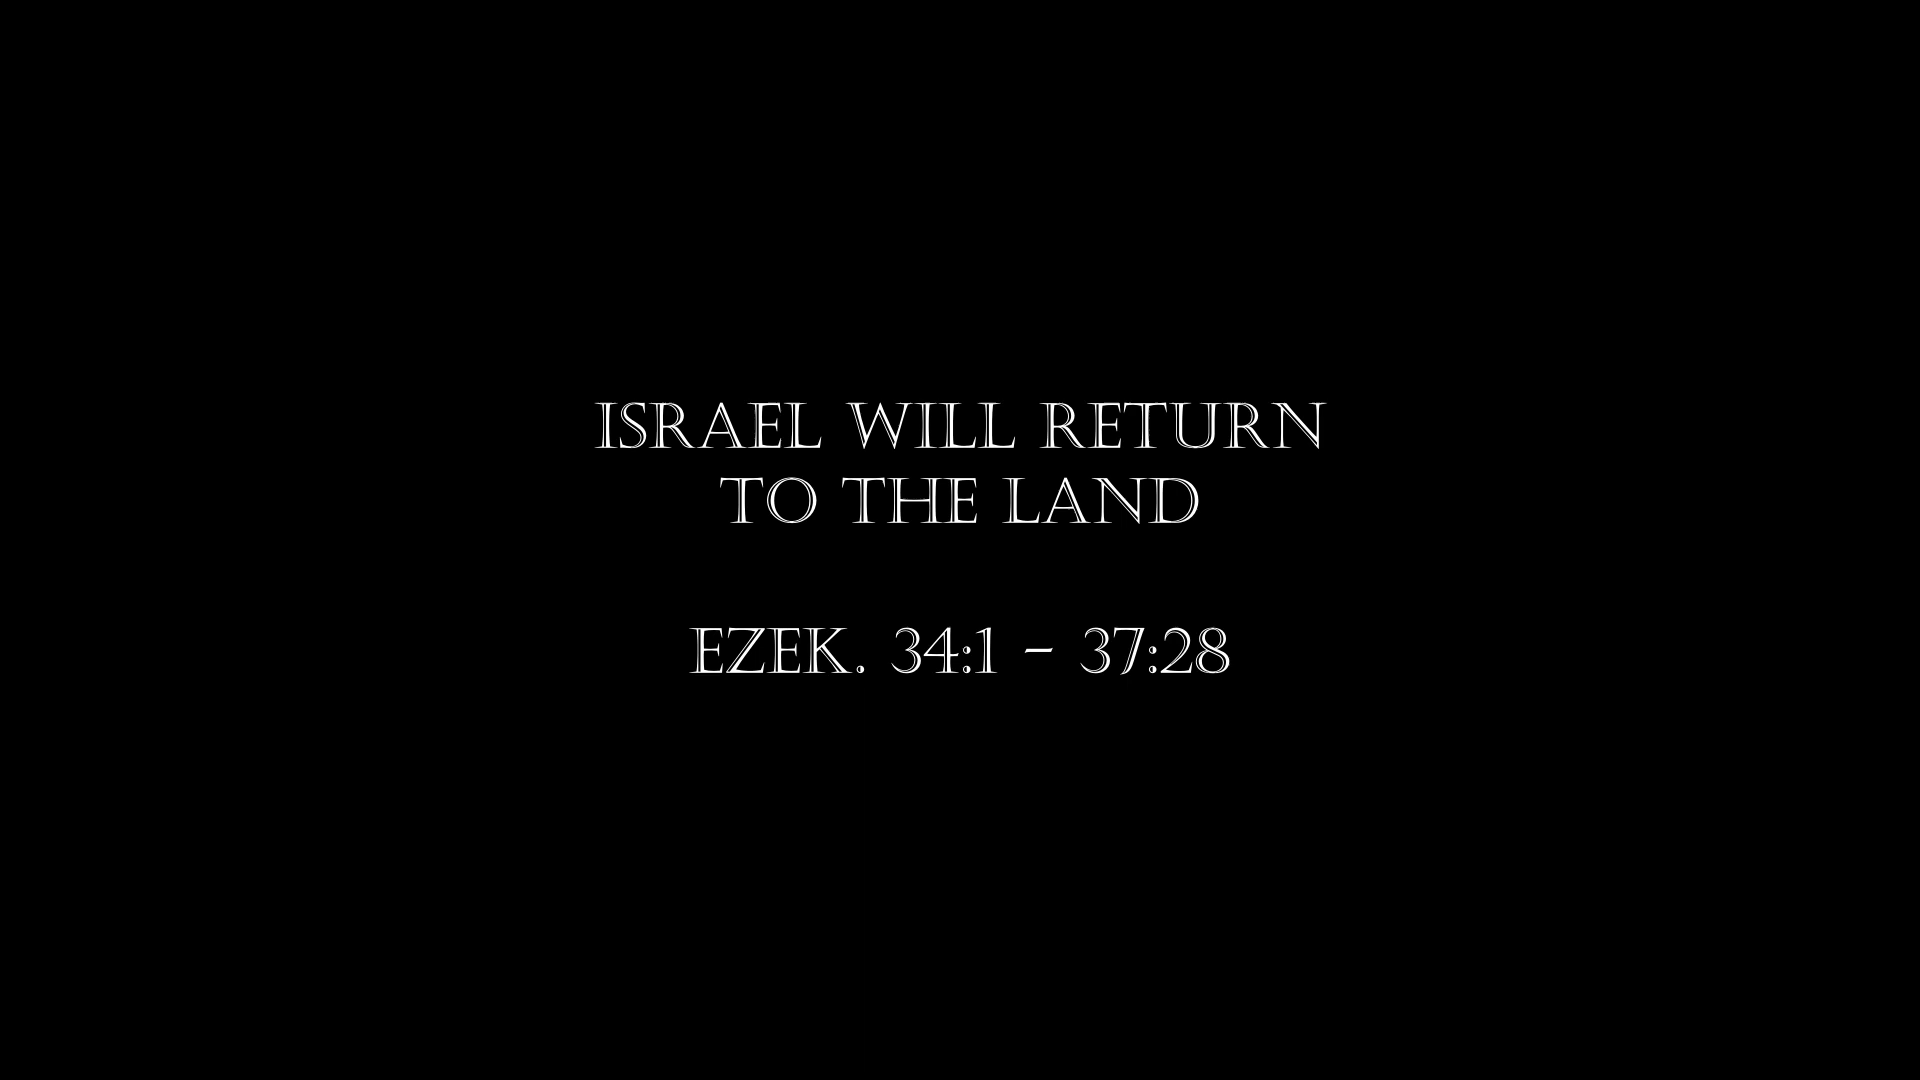 ISRAEL WILL RETURN
TO THE LAND
EZEK. 34:1 - 37:28